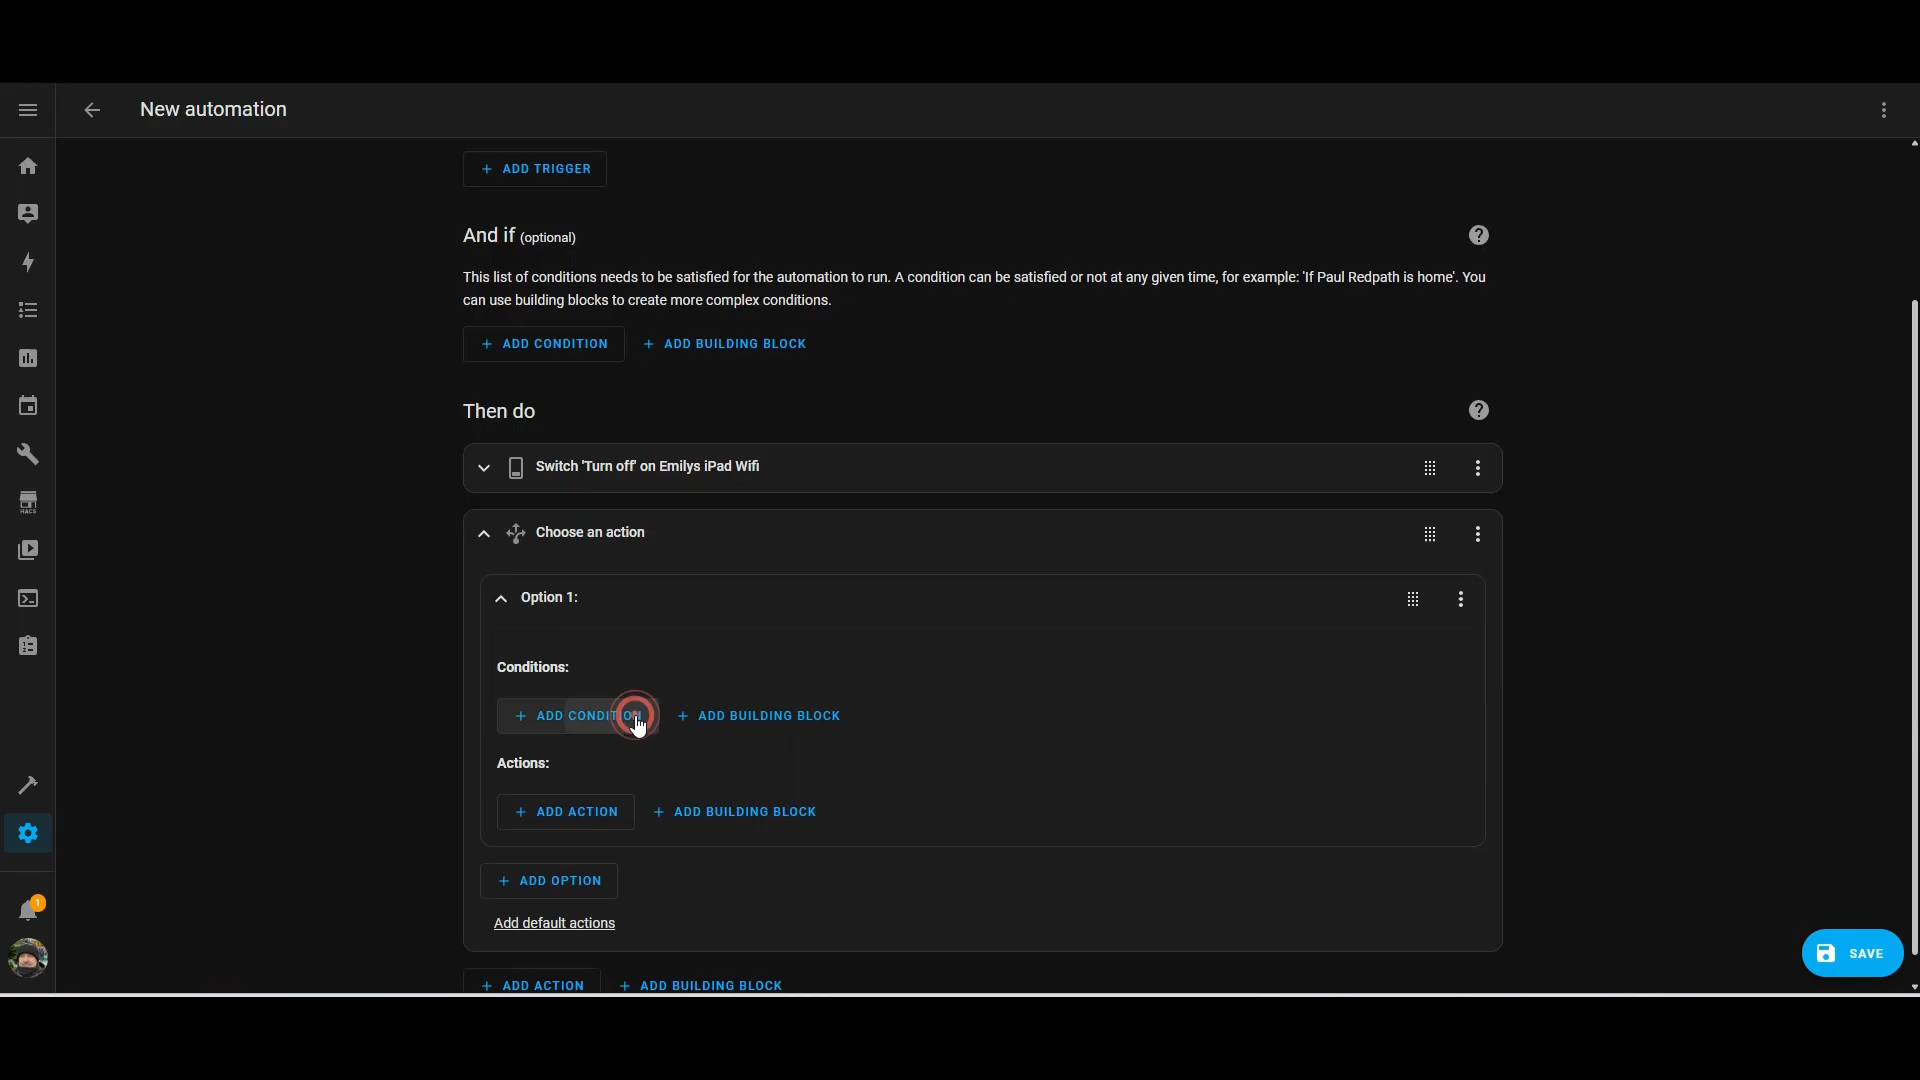 New automation
ADD TRIGGER
And if (optional)
This list of conditions needs to be satisfied for the automation to run. A condition can be satisfied or not at any given time, for example: 'If Paul Redpath is home'. You
can use building blocks to create more complex conditions.
ADD CONDITION
ADD BUILDING BLOCK
Then do
Switch 'Turn off' on Emilys iPad Wifi
Choose an action
Option 1:
Conditions:
ADD CONDITION
ADD BUILDING BLOCK
Actions:
ADD ACTION
ADD BUILDING BLOCK
ADD OPTION
Add default actions
ADD ACTION
ADD BUILDING BLOCK
HACS
1
SAVE